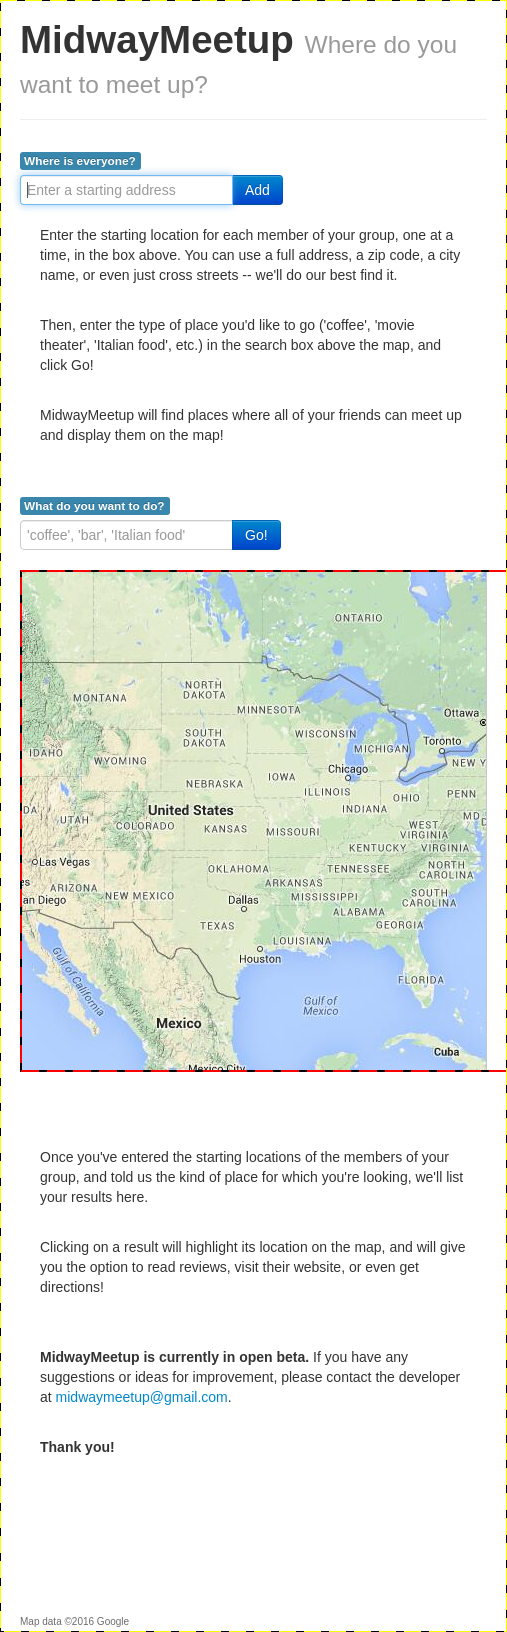 MidwayMeetup Where do you
want to meet up?
Where is everyone?
Enter a starting address Add
Enter the starting location for each member of your group, one at a
time, in the box above. You can use a full address, a zip code, a city
name, or even just cross streets -- we'll do our best find it.
Then, enter the type of place you'd like to go ('coffee', 'movie
theater', 'Italian food', etc.) in the search box above the map, and
click Go!
MidwayMeetup will find places where all of your friends can meet up
and display them on the map!
What do you want to do?
'coffee', 'bar', 'Italian food' Go!
ONTARIO
NORTH
DAKOTA
MONTANA
MINNESOTA
Ottawa
SOUTH
DAKOTA
WISCONSIN
Toronto
MICHIGAN
IDAHO
WYOMING
NEW Y
Chicago
IOWA
NEBRASKA
ILLINOIS
OHIO
PENN
United States
INDIANA
DA
UTAH
COLORADO
KANSAS
MISSOURI
WEST
VIRGINIA
MD
KENTUCKY
VIRGINIA
Las Vegas
OKLAHOMA
TENNESSEE
NORTH
CAROLINA
es
ARIZONA
NEW MEXICO
ARKANSAS
an Diego
Dallas
MISSISSIPPI
SOUTH
CAROLINA
ALABAMA
TEXAS
GEORGIA
LOUISIANA
Houston
Gulf of California
FLORIDA
Gulf of
Mexico
Mexico
Cuba
Mexico City
Once you've entered the starting locations of the members of your
group, and told us the kind of place for which you're looking, we'll list
your results here.
Clicking on a result will highlight its location on the map, and will give
you the option to read reviews, visit their website, or even get
directions!
MidwayMeetup is currently in open beta. If you have any
suggestions or ideas for improvement, please contact the developer
at midwaymeetup@gmail.com.
Thank you!
Map data ©2016 Google